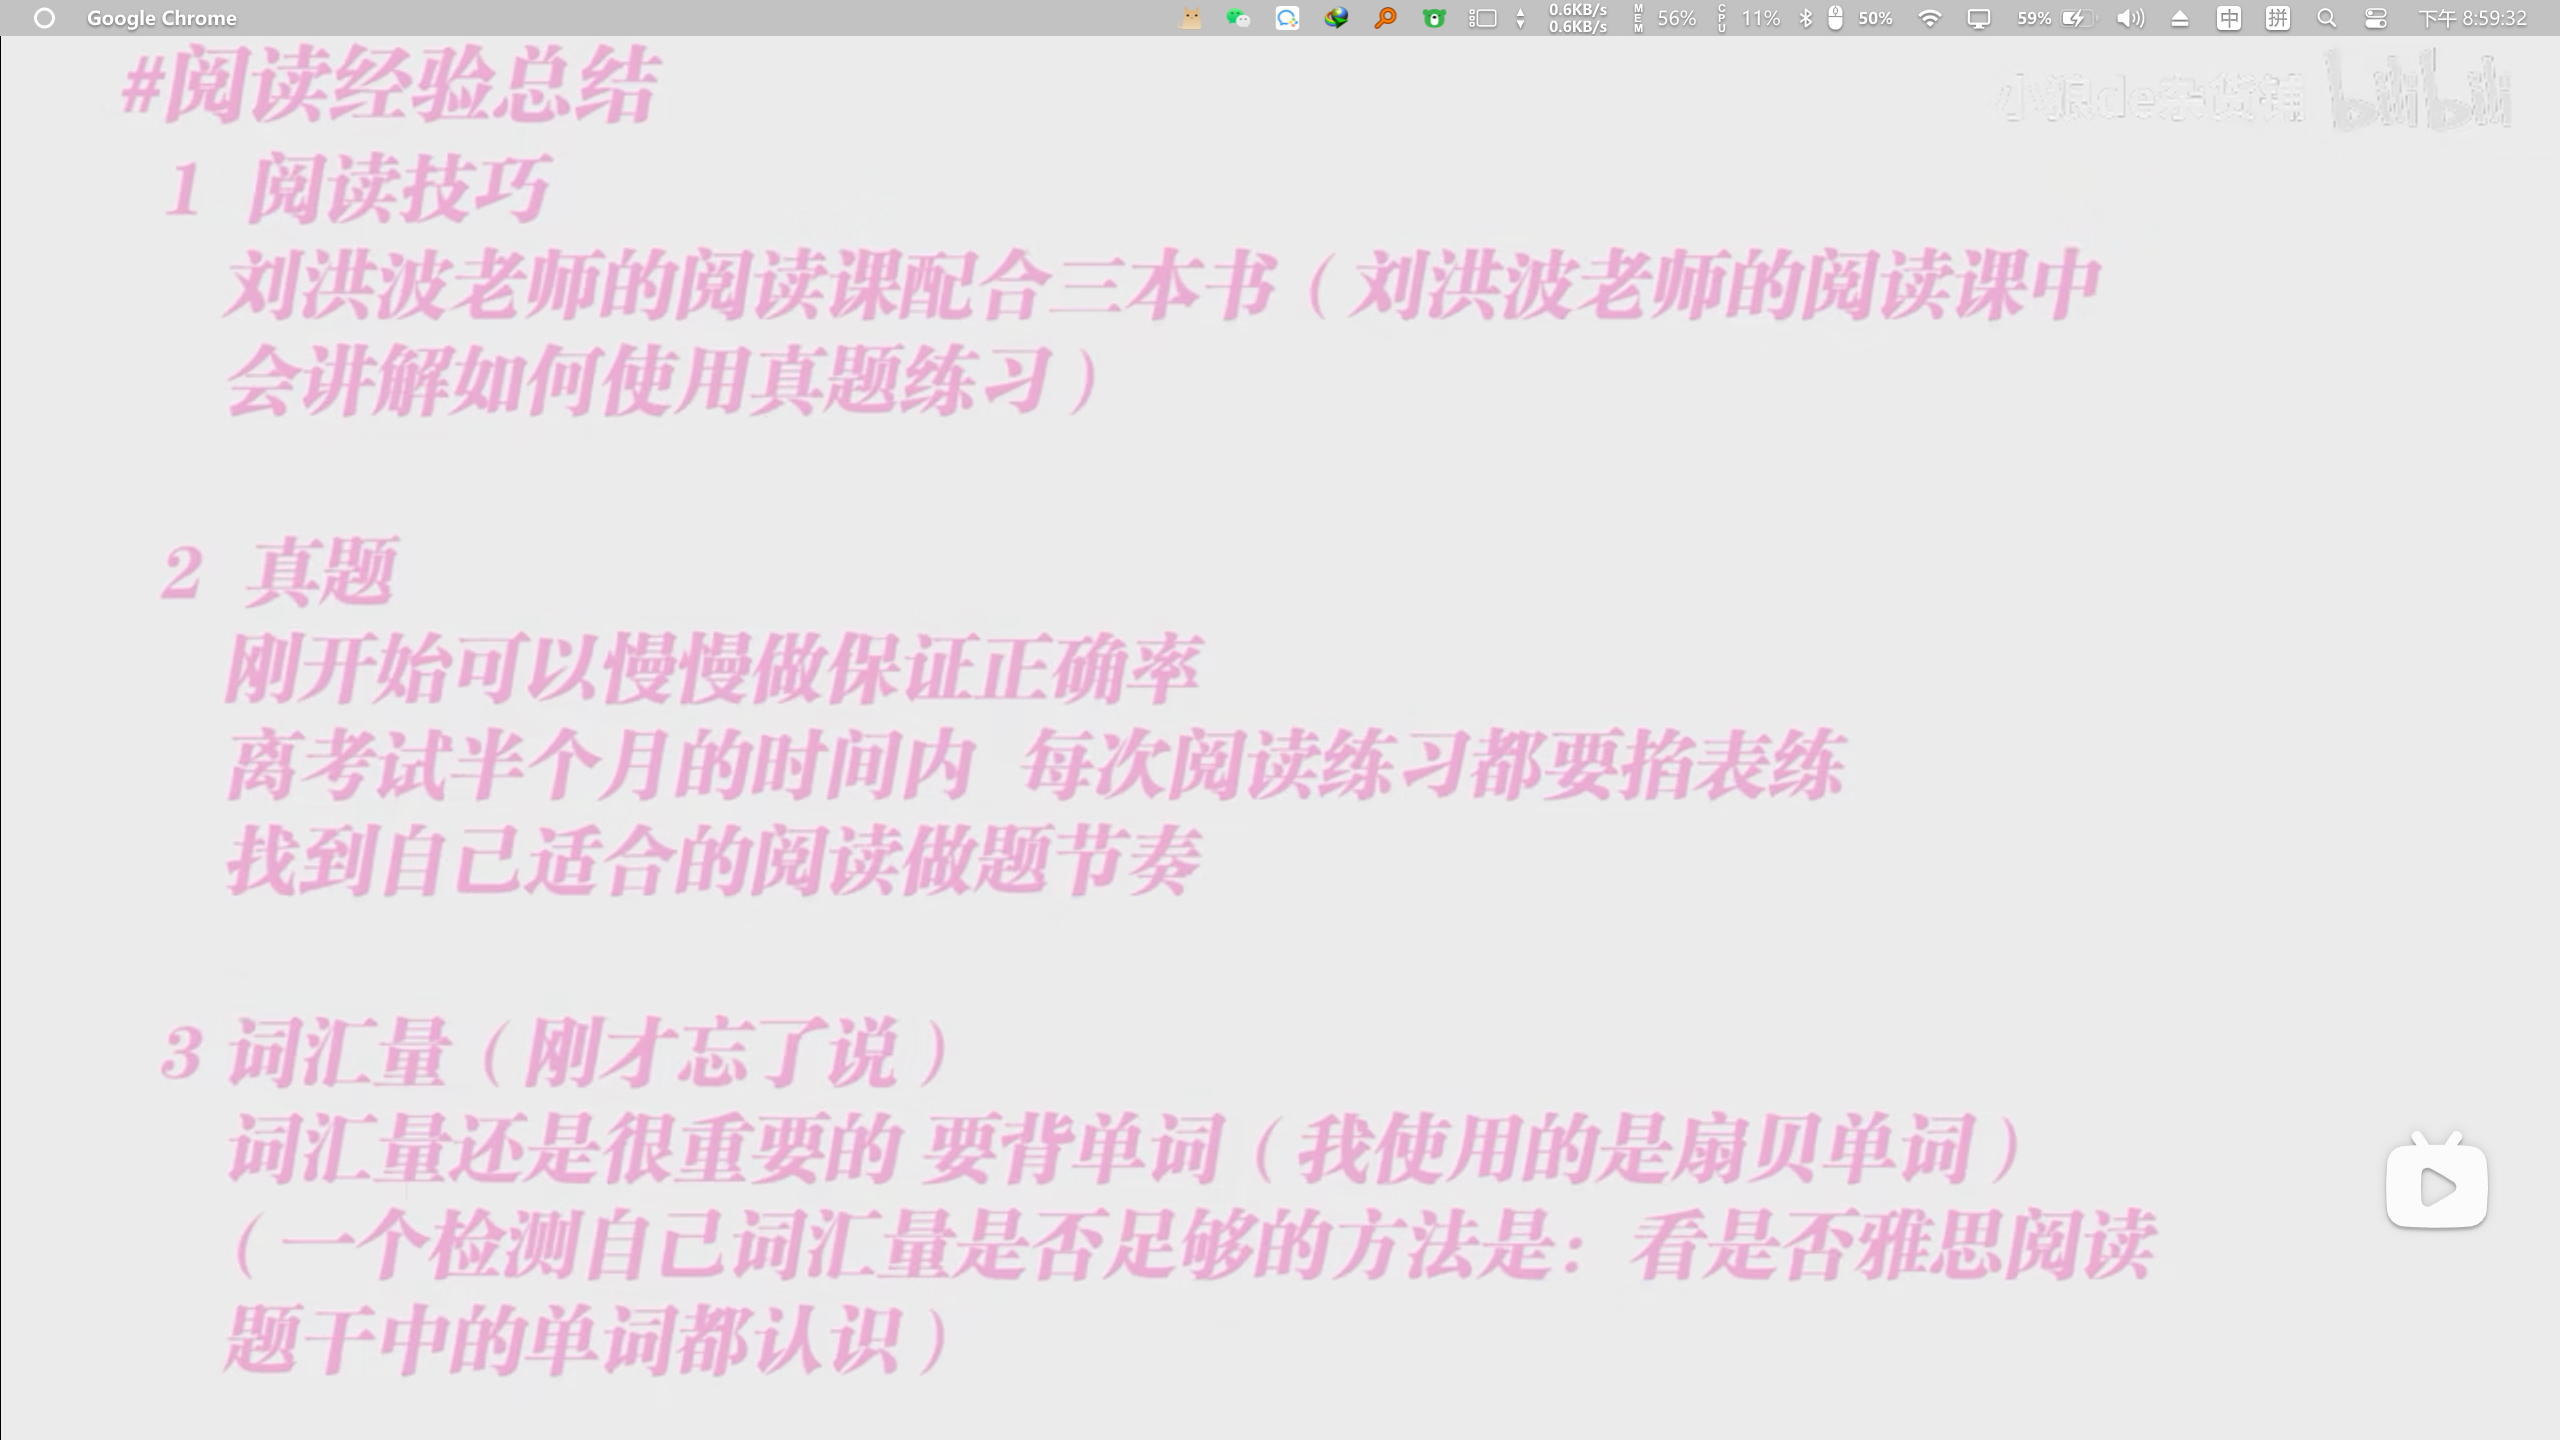 Google Chrome 0.6KB/s 0.6KB/s MEM 56% CPU 11% 50% 59% 中 拼 下午 8:59:32
#阅读经验总结
小狼de杂货铺 bilibili
1 阅读技巧
刘洪波老师的阅读课配合三本书（刘洪波老师的阅读课中
会讲解如何使用真题练习）
2 真题
刚开始可以慢慢做保证正确率
离考试半个月的时间内 每次阅读练习都要掐表练
找到自己适合的阅读做题节奏
3 词汇量（刚才忘了说）
词汇量还是很重要的 要背单词（我使用的是扇贝单词）
（一个检测自己词汇量是否足够的方法是：看是否雅思阅读
题干中的单词都认识）